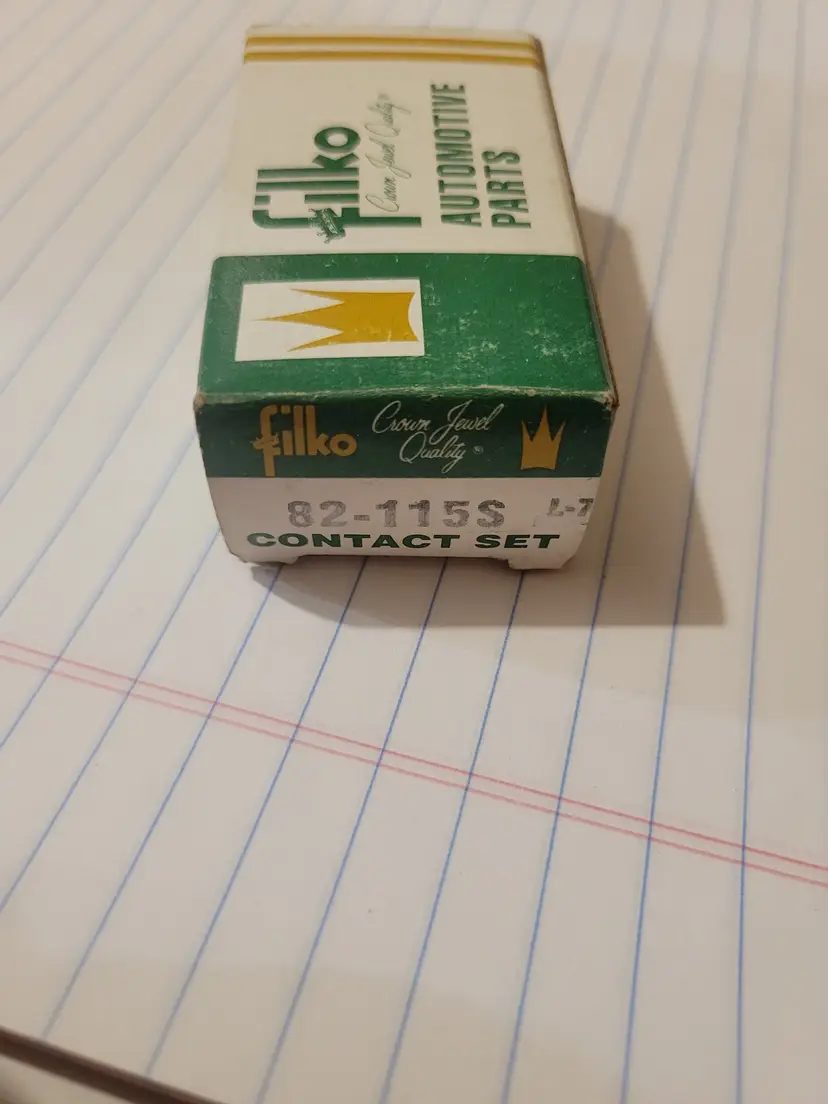 filko
Crown Jewel Quality®
AUTOMOTIVE
PARTS
filko
Crown Jewel
Quality®
82-115S
CONTACT SET